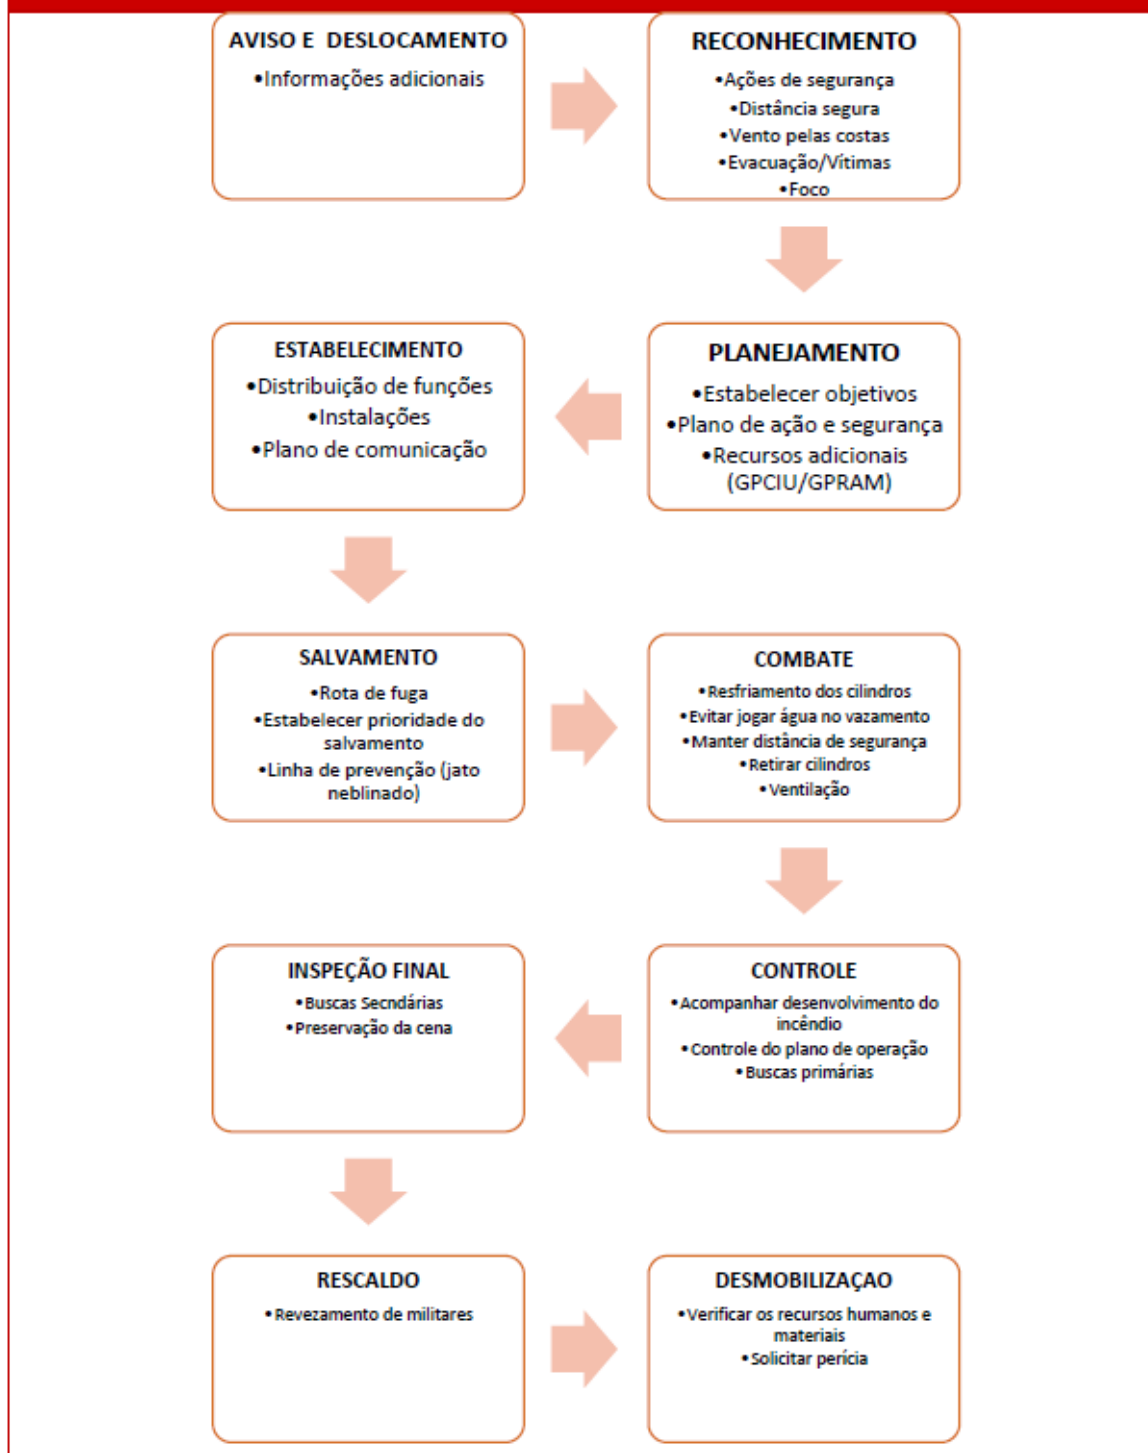 AVISO E DESLOCAMENTO
•Informações adicionais
RECONHECIMENTO
•Ações de segurança
•Distância segura
•Vento pelas costas
•Evacuação/Vítimas
•Foco
PLANEJAMENTO
•Estabelecer objetivos
•Plano de ação e segurança
•Recursos adicionais
(GPCIU/GPRAM)
ESTABELECIMENTO
•Distribuição de funções
•Instalações
•Plano de comunicação
SALVAMENTO
•Rota de fuga
•Estabelecer prioridade do
salvamento
•Linha de prevenção (jato
neblinado)
COMBATE
•Resfriamento dos cilindros
•Evitar jogar água no vazamento
•Manter distância de segurança
•Retirar cilindros
•Ventilação
CONTROLE
•Acompanhar desenvolvimento do
incêndio
•Controle do plano de operação
•Buscas primárias
INSPEÇÃO FINAL
•Buscas Secndárias
•Preservação da cena
RESCALDO
•Revezamento de militares
DESMOBILIZAÇAO
•Verificar os recursos humanos e
materiais
•Solicitar perícia